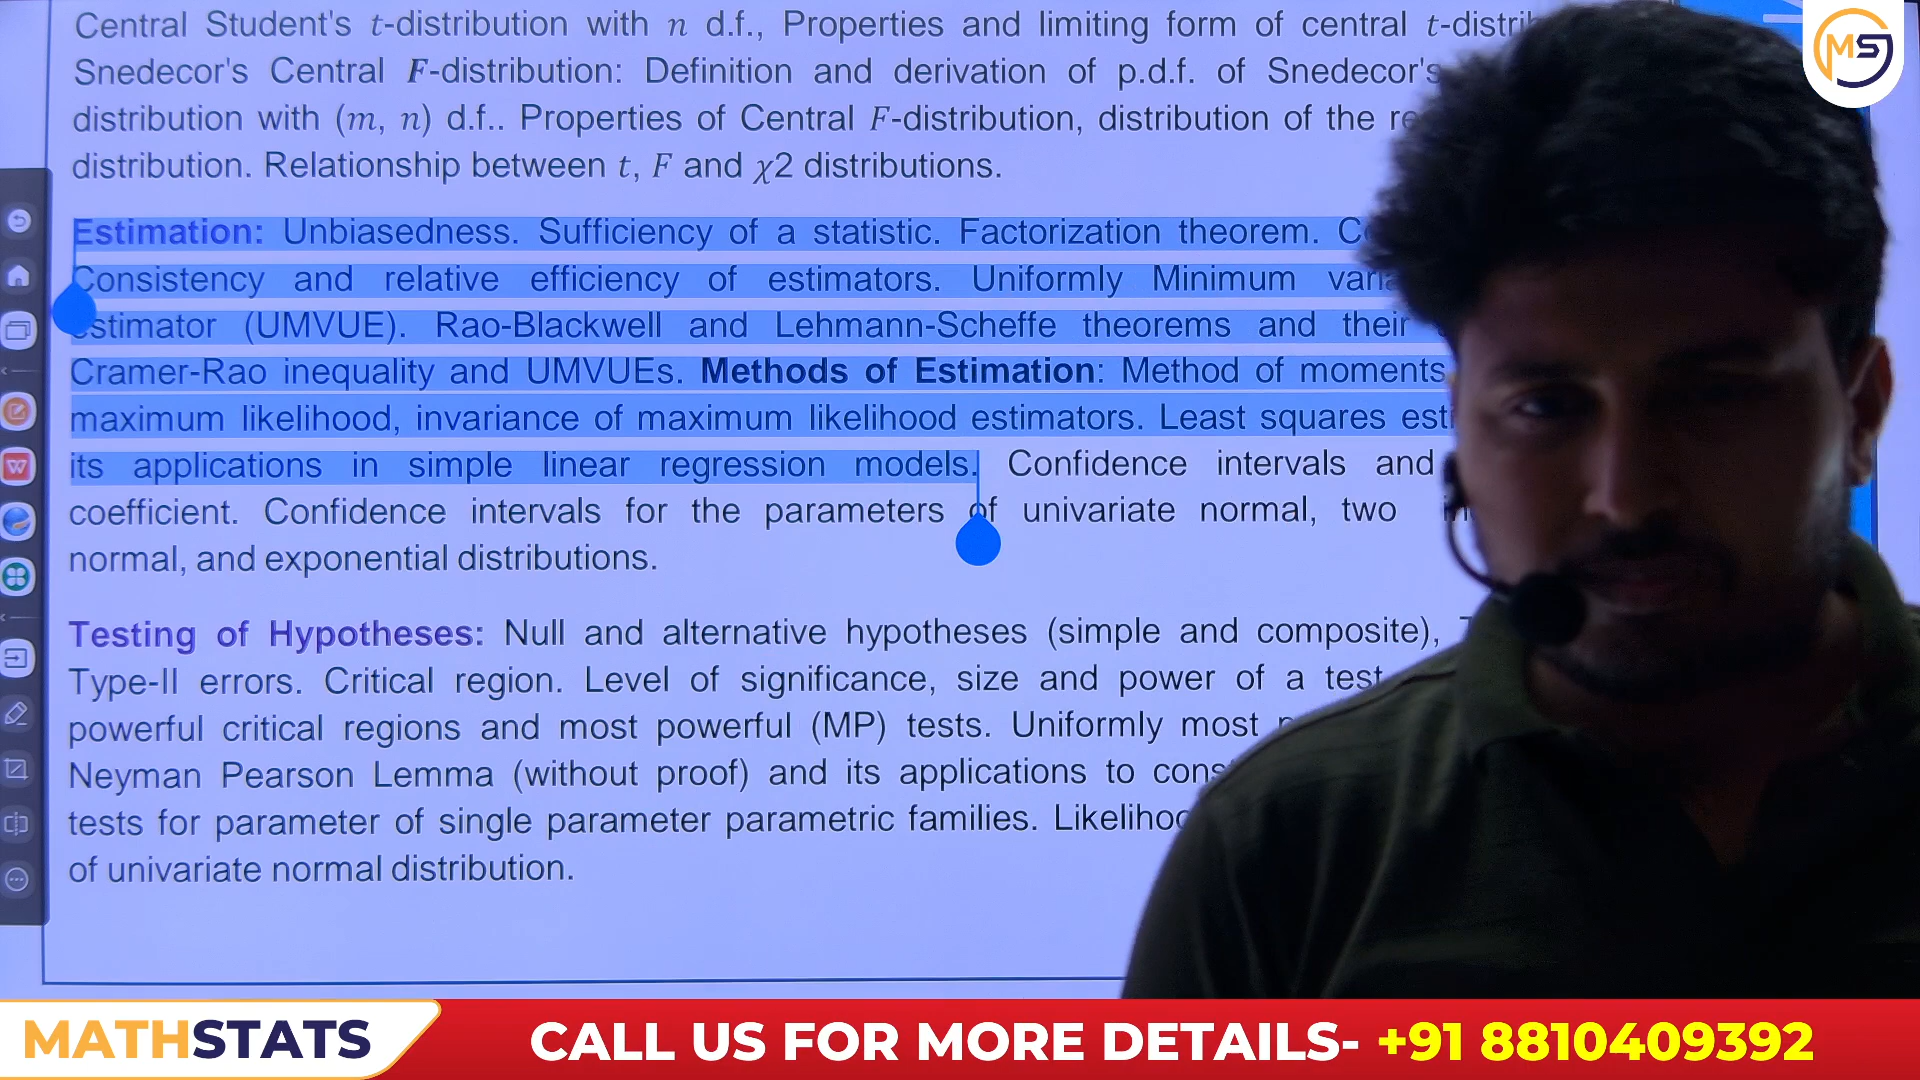 Central Student's t-distribution with n d.f., Properties and limiting form of central
Snedecor's Central F-distribution: Definition and derivation of p.d.f. of Snedecor's
distribution with (m, n) d.f.. Properties of Central F-distribution, distribution of the
distribution. Relationship between t, F and χ2 distributions.
Estimation: Unbiasedness. Sufficiency of a statistic. Factorization theorem.
Consistency and relative efficiency of estimators. Uniformly Minimum
estimator (UMVUE). Rao-Blackwell and Lehmann-Scheffe theorems and their
Cramer-Rao inequality and UMVUEs. Methods of Estimation: Method of moments
maximum likelihood, invariance of maximum likelihood estimators. Least squares
its applications in simple linear regression models. Confidence intervals and
coefficient. Confidence intervals for the parameters of univariate normal, two
normal, and exponential distributions.
Testing of Hypotheses: Null and alternative hypotheses (simple and composite),
Type-II errors. Critical region. Level of significance, size and power of a test
powerful critical regions and most powerful (MP) tests. Uniformly most
Neyman Pearson Lemma (without proof) and its applications to
tests for parameter of single parameter parametric families.
of univariate normal distribution.
MS
MATHSTATS
CALL US FOR MORE DETAILS- +91 8810409392